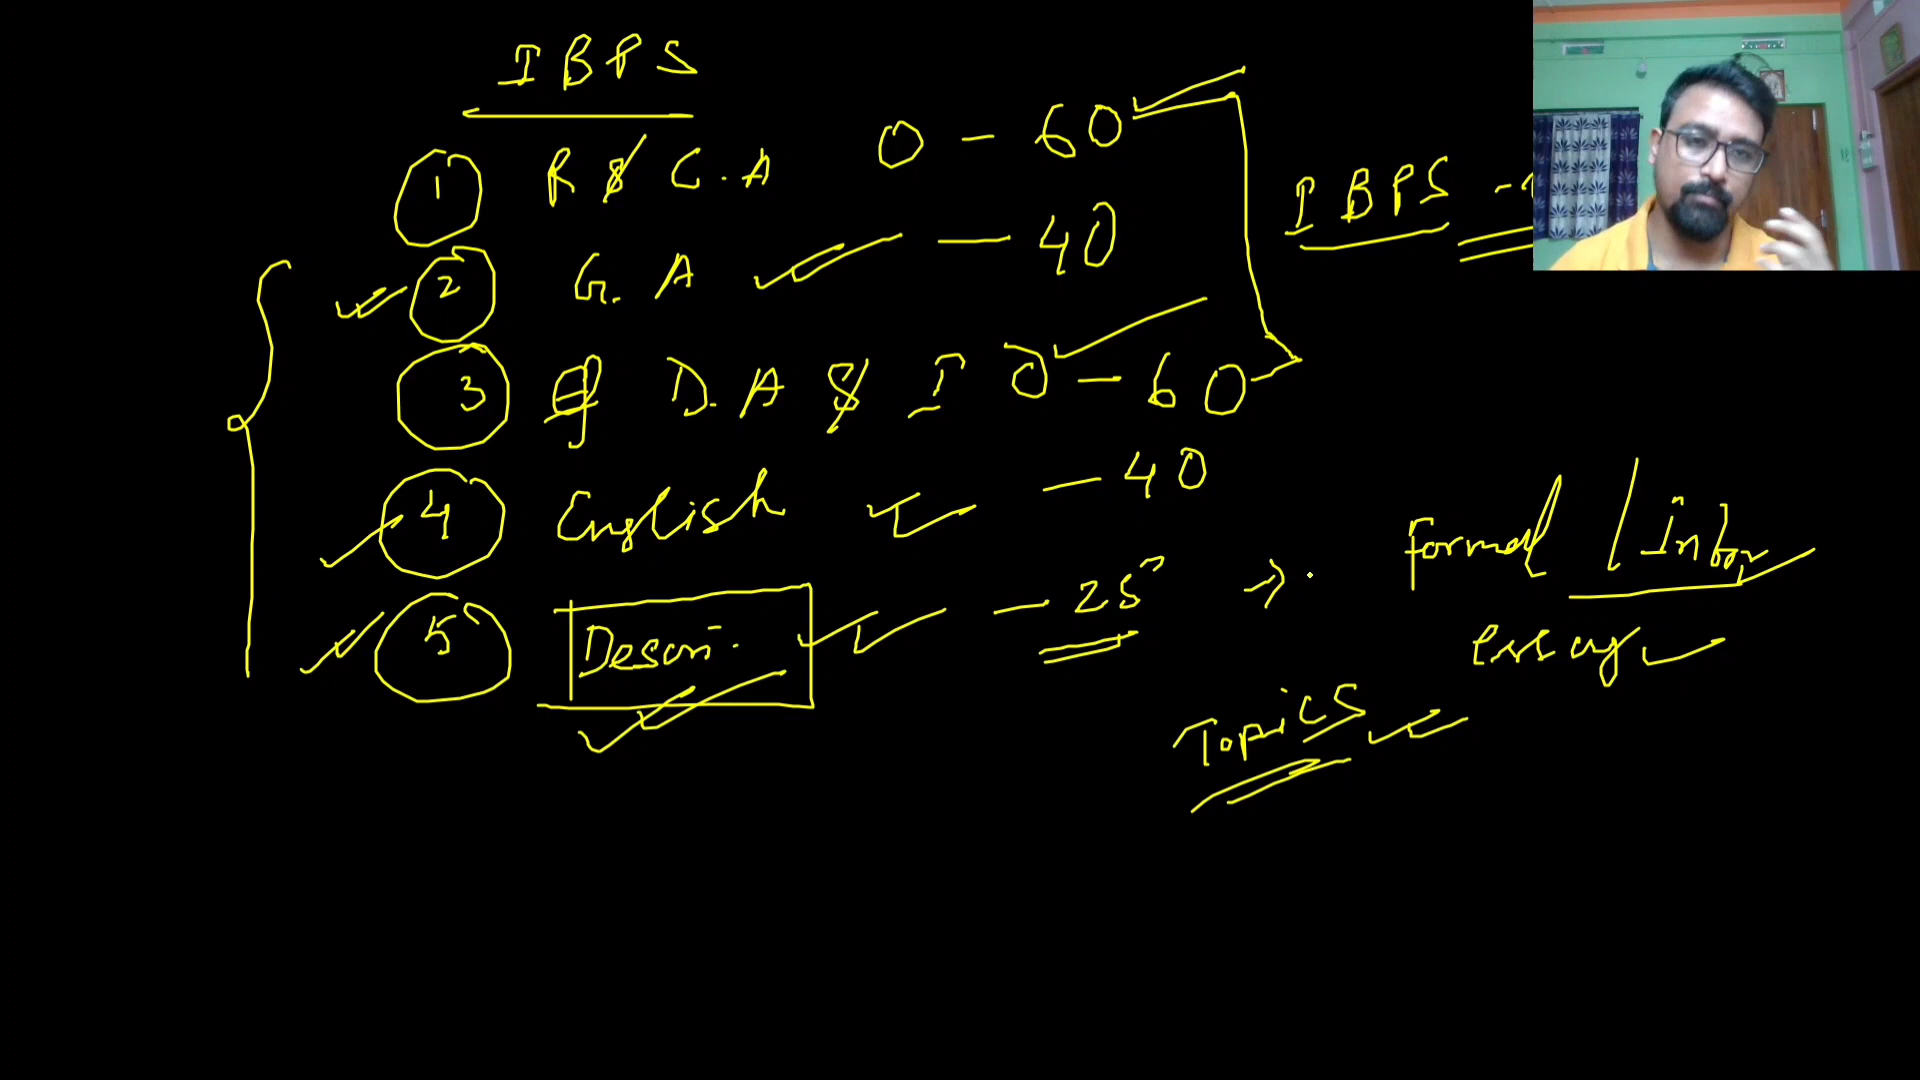 IBPS
1 R & C.A 0 - 60
2 G.A - 40
IBPS -
3 D.A & I 0 - 60
4 English - 40
5 Descri. - 25 →
Formal / Infor
essay
Topics